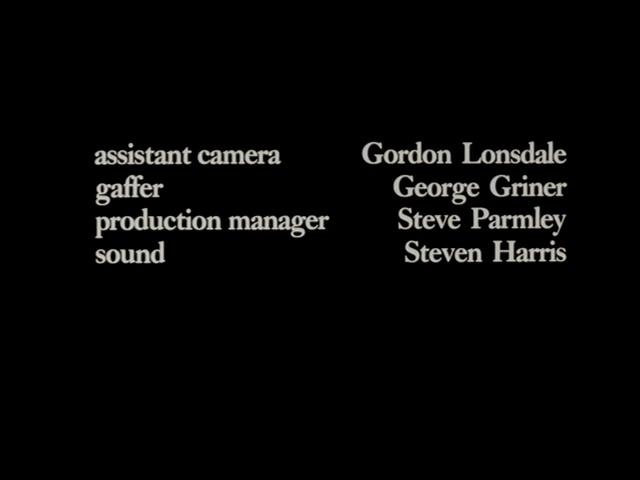 assistant camera Gordon Lonsdale
gaffer George Griner
production manager Steve Parmley
sound Steven Harris